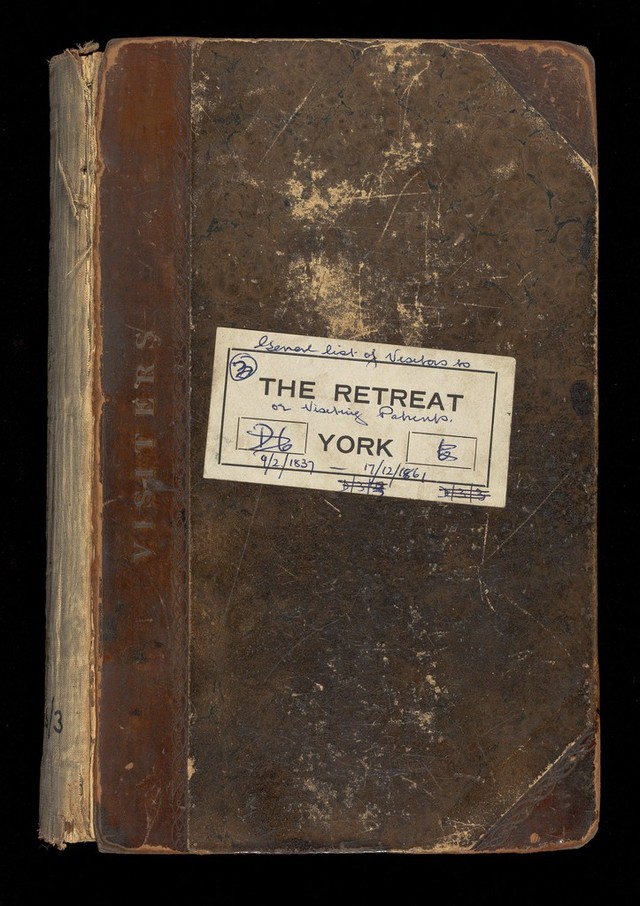 VISITERS
General list of Visitors to
THE RETREAT
or Visiting Patients.
D6 YORK
9/2/1837 — 17/12/1861
/3